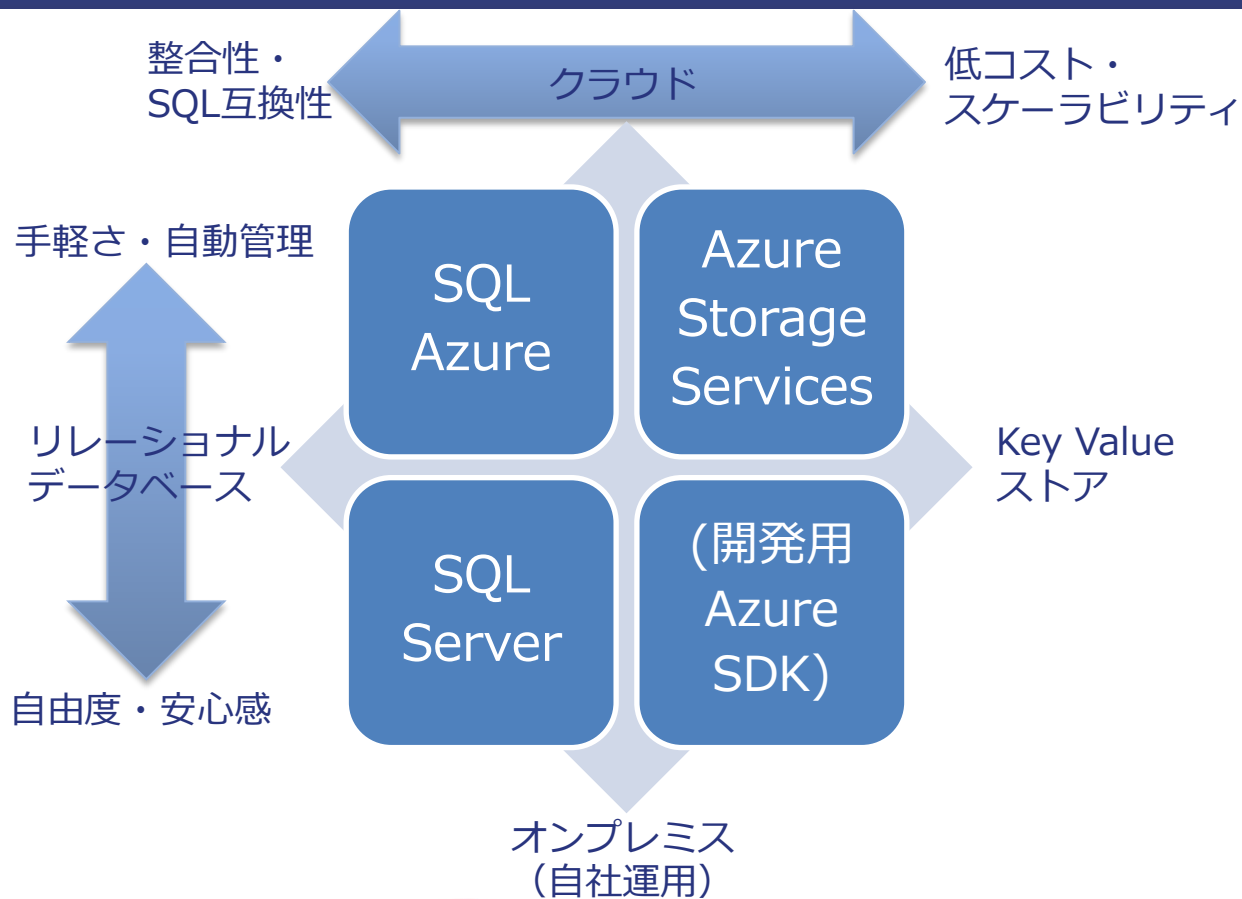 整合性・
SQL互換性
クラウド
低コスト・
スケーラビリティ
手軽さ・自動管理
SQL
Azure
Azure
Storage
Services
リレーショナル
データベース
Key Value
ストア
SQL
Server
(開発用
Azure
SDK)
自由度・安心感
オンプレミス
（自社運用）